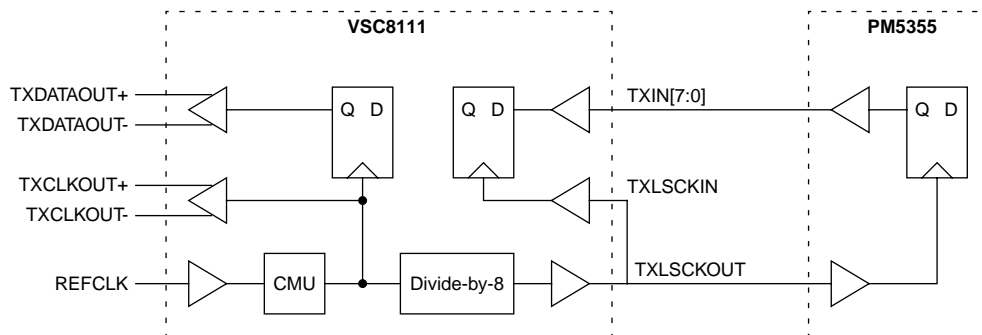 VSC8111
PM5355
TXDATAOUT+
TXDATAOUT-
Q D
Q D
TXIN[7:0]
Q D
TXCLKOUT+
TXCLKOUT-
TXLSCKIN
REFCLK
CMU
Divide-by-8
TXLSCKOUT